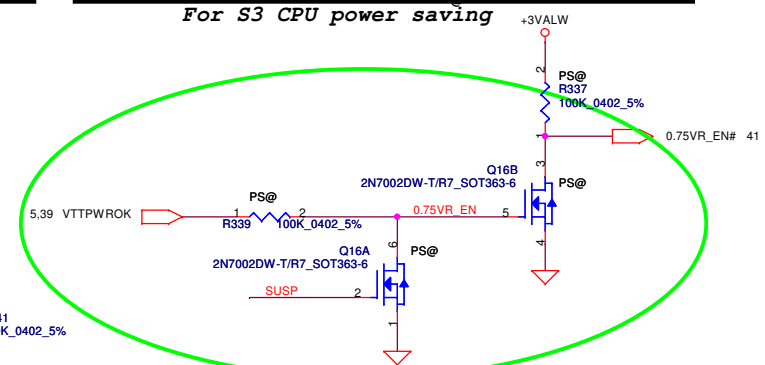 For S3 CPU power saving
+3VALW
2
PS@
R337
100K_0402_5%
1
0.75VR_EN# 41
3
Q16B
2N7002DW-T/R7_SOT363-6
PS@
PS@
5,39 VTTPWROK
1
2
0.75VR_EN
5
R339
100K_0402_5%
4
Q16A
6
PS@
2N7002DW-T/R7_SOT363-6
SUSP
2
1
41
K_0402_5%